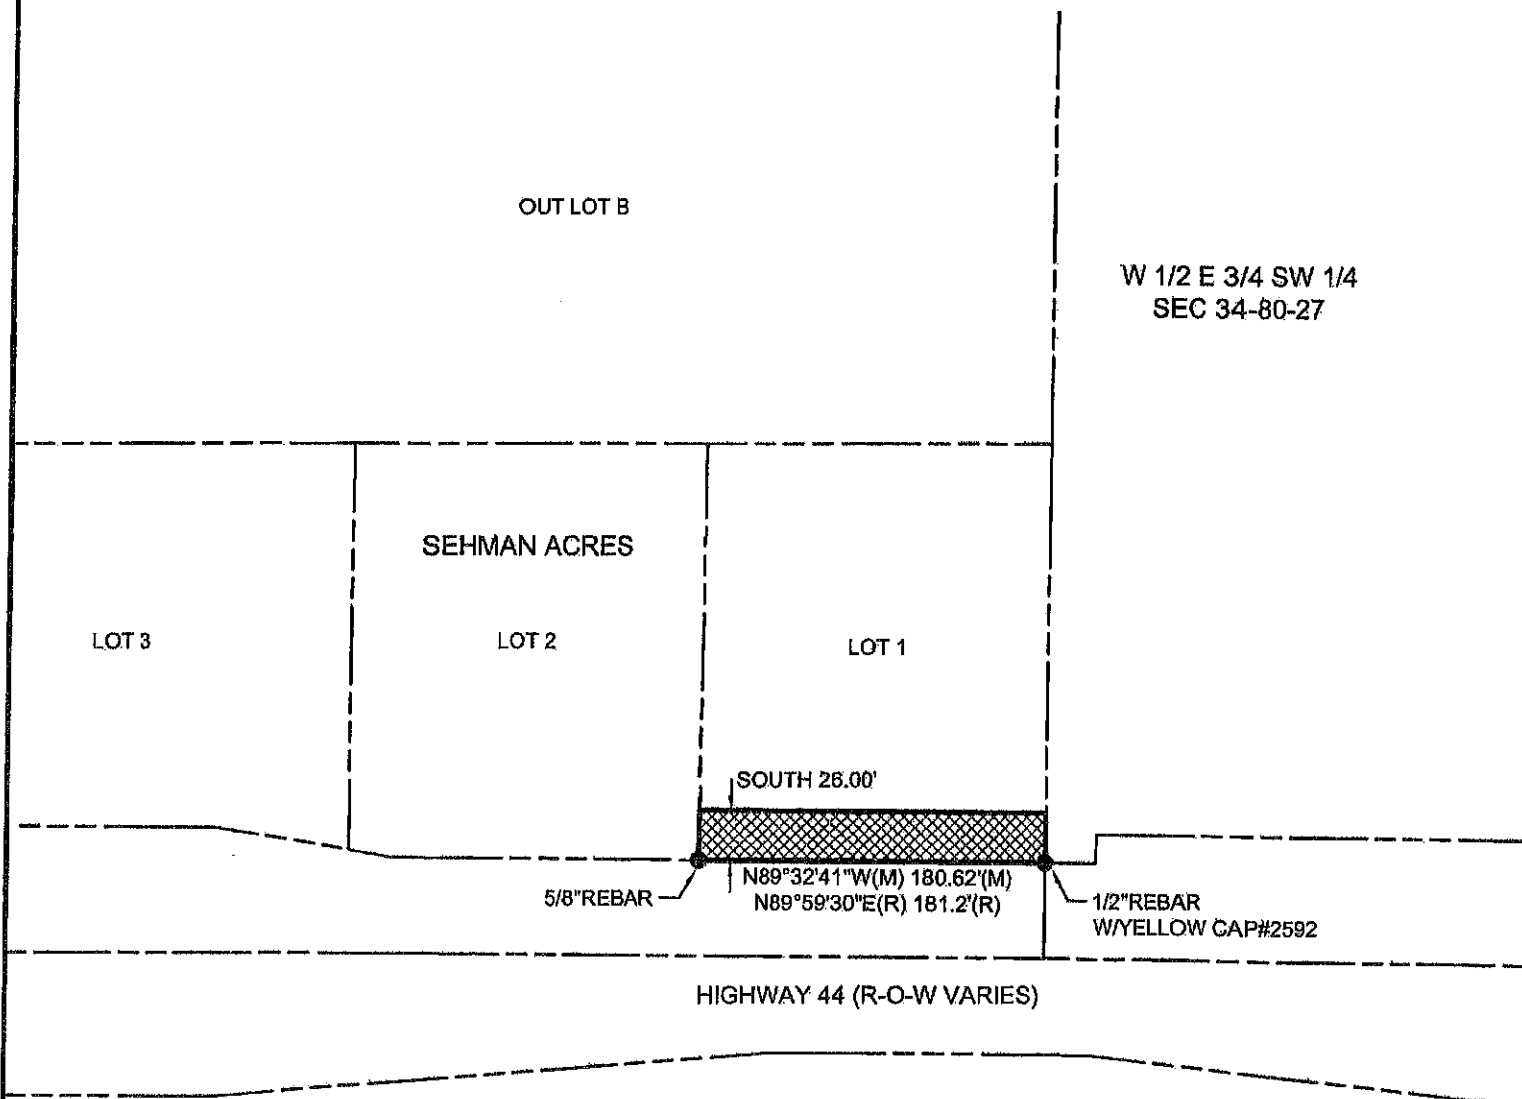 OUT LOT B
W 1/2 E 3/4 SW 1/4
SEC 34-80-27
SEHMAN ACRES
LOT 3
LOT 2
LOT 1
SOUTH 26.00'
N89°32'41"W(M) 180.62'(M)
N89°59'30"E(R) 181.2'(R)
5/8"REBAR
1/2"REBAR
W/YELLOW CAP#2592
HIGHWAY 44 (R-O-W VARIES)